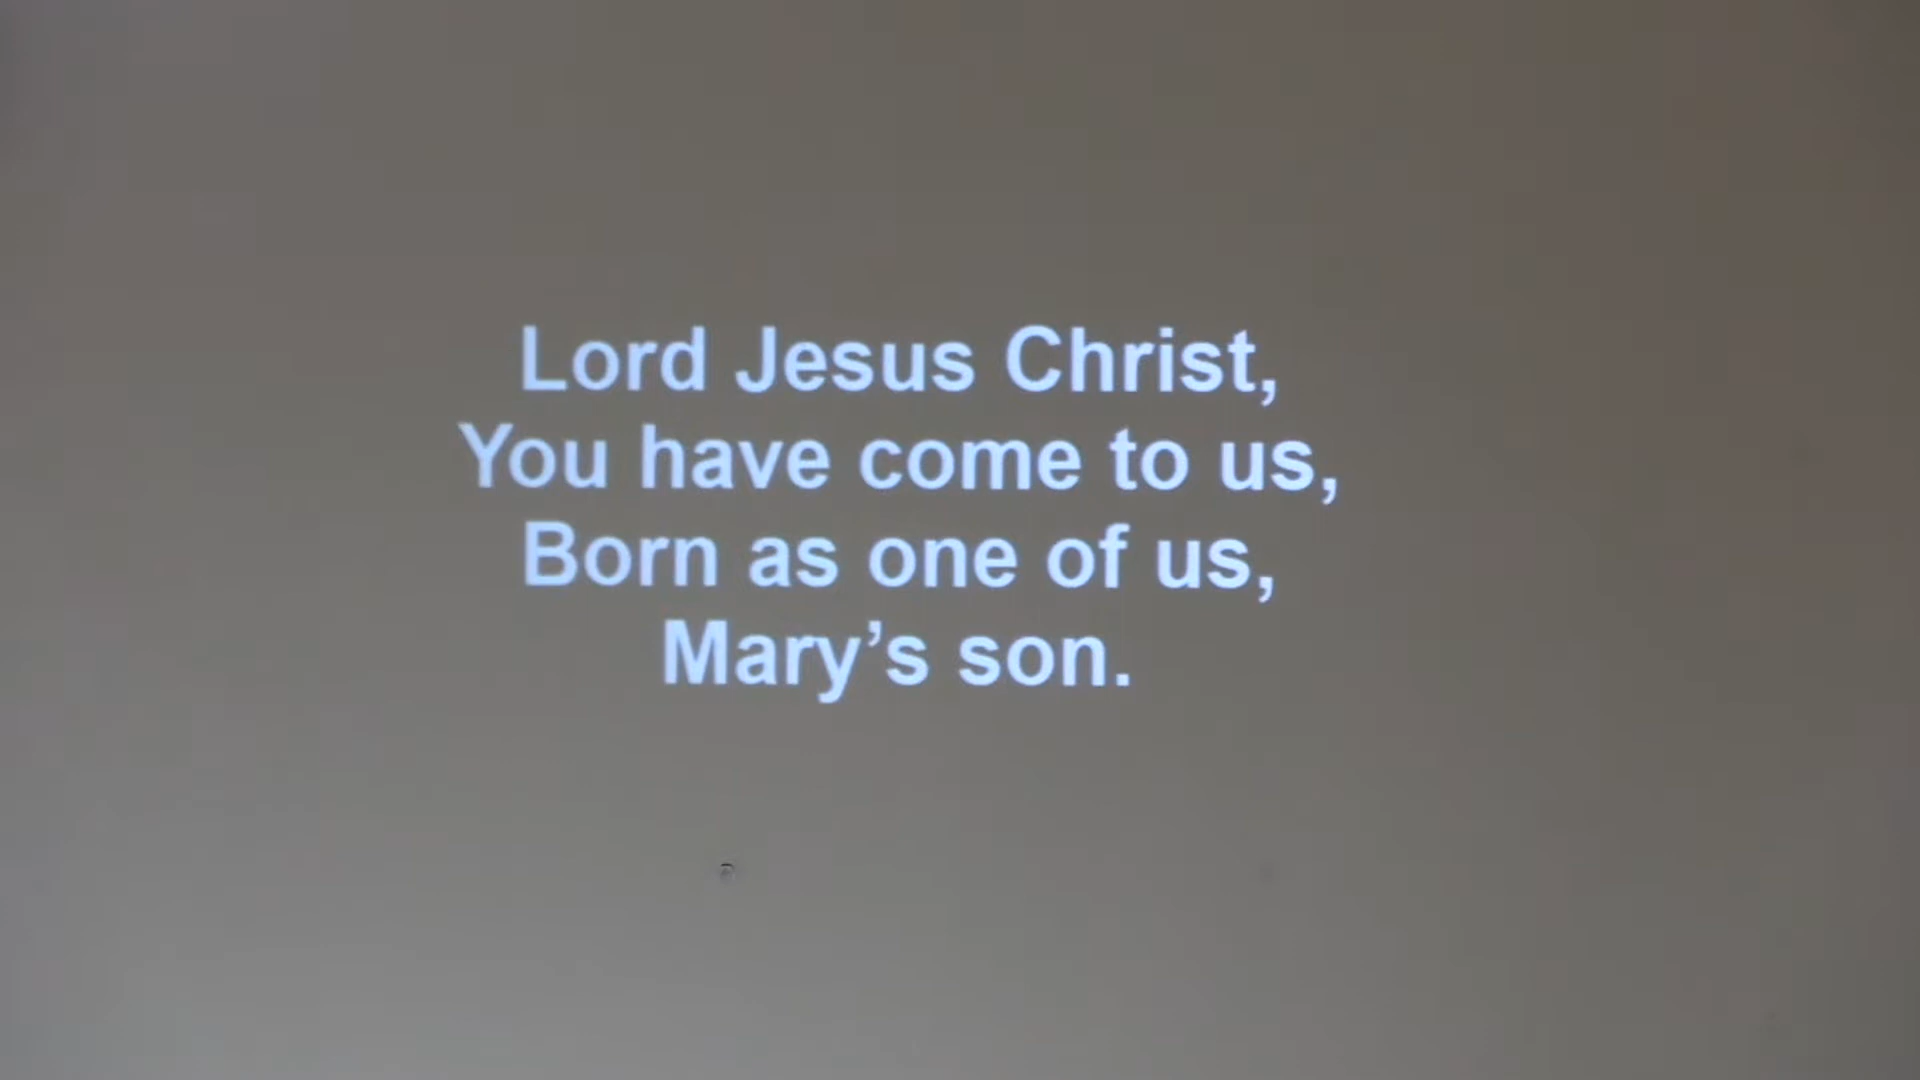 Lord Jesus Christ,
You have come to us,
Born as one of us,
Mary’s son.